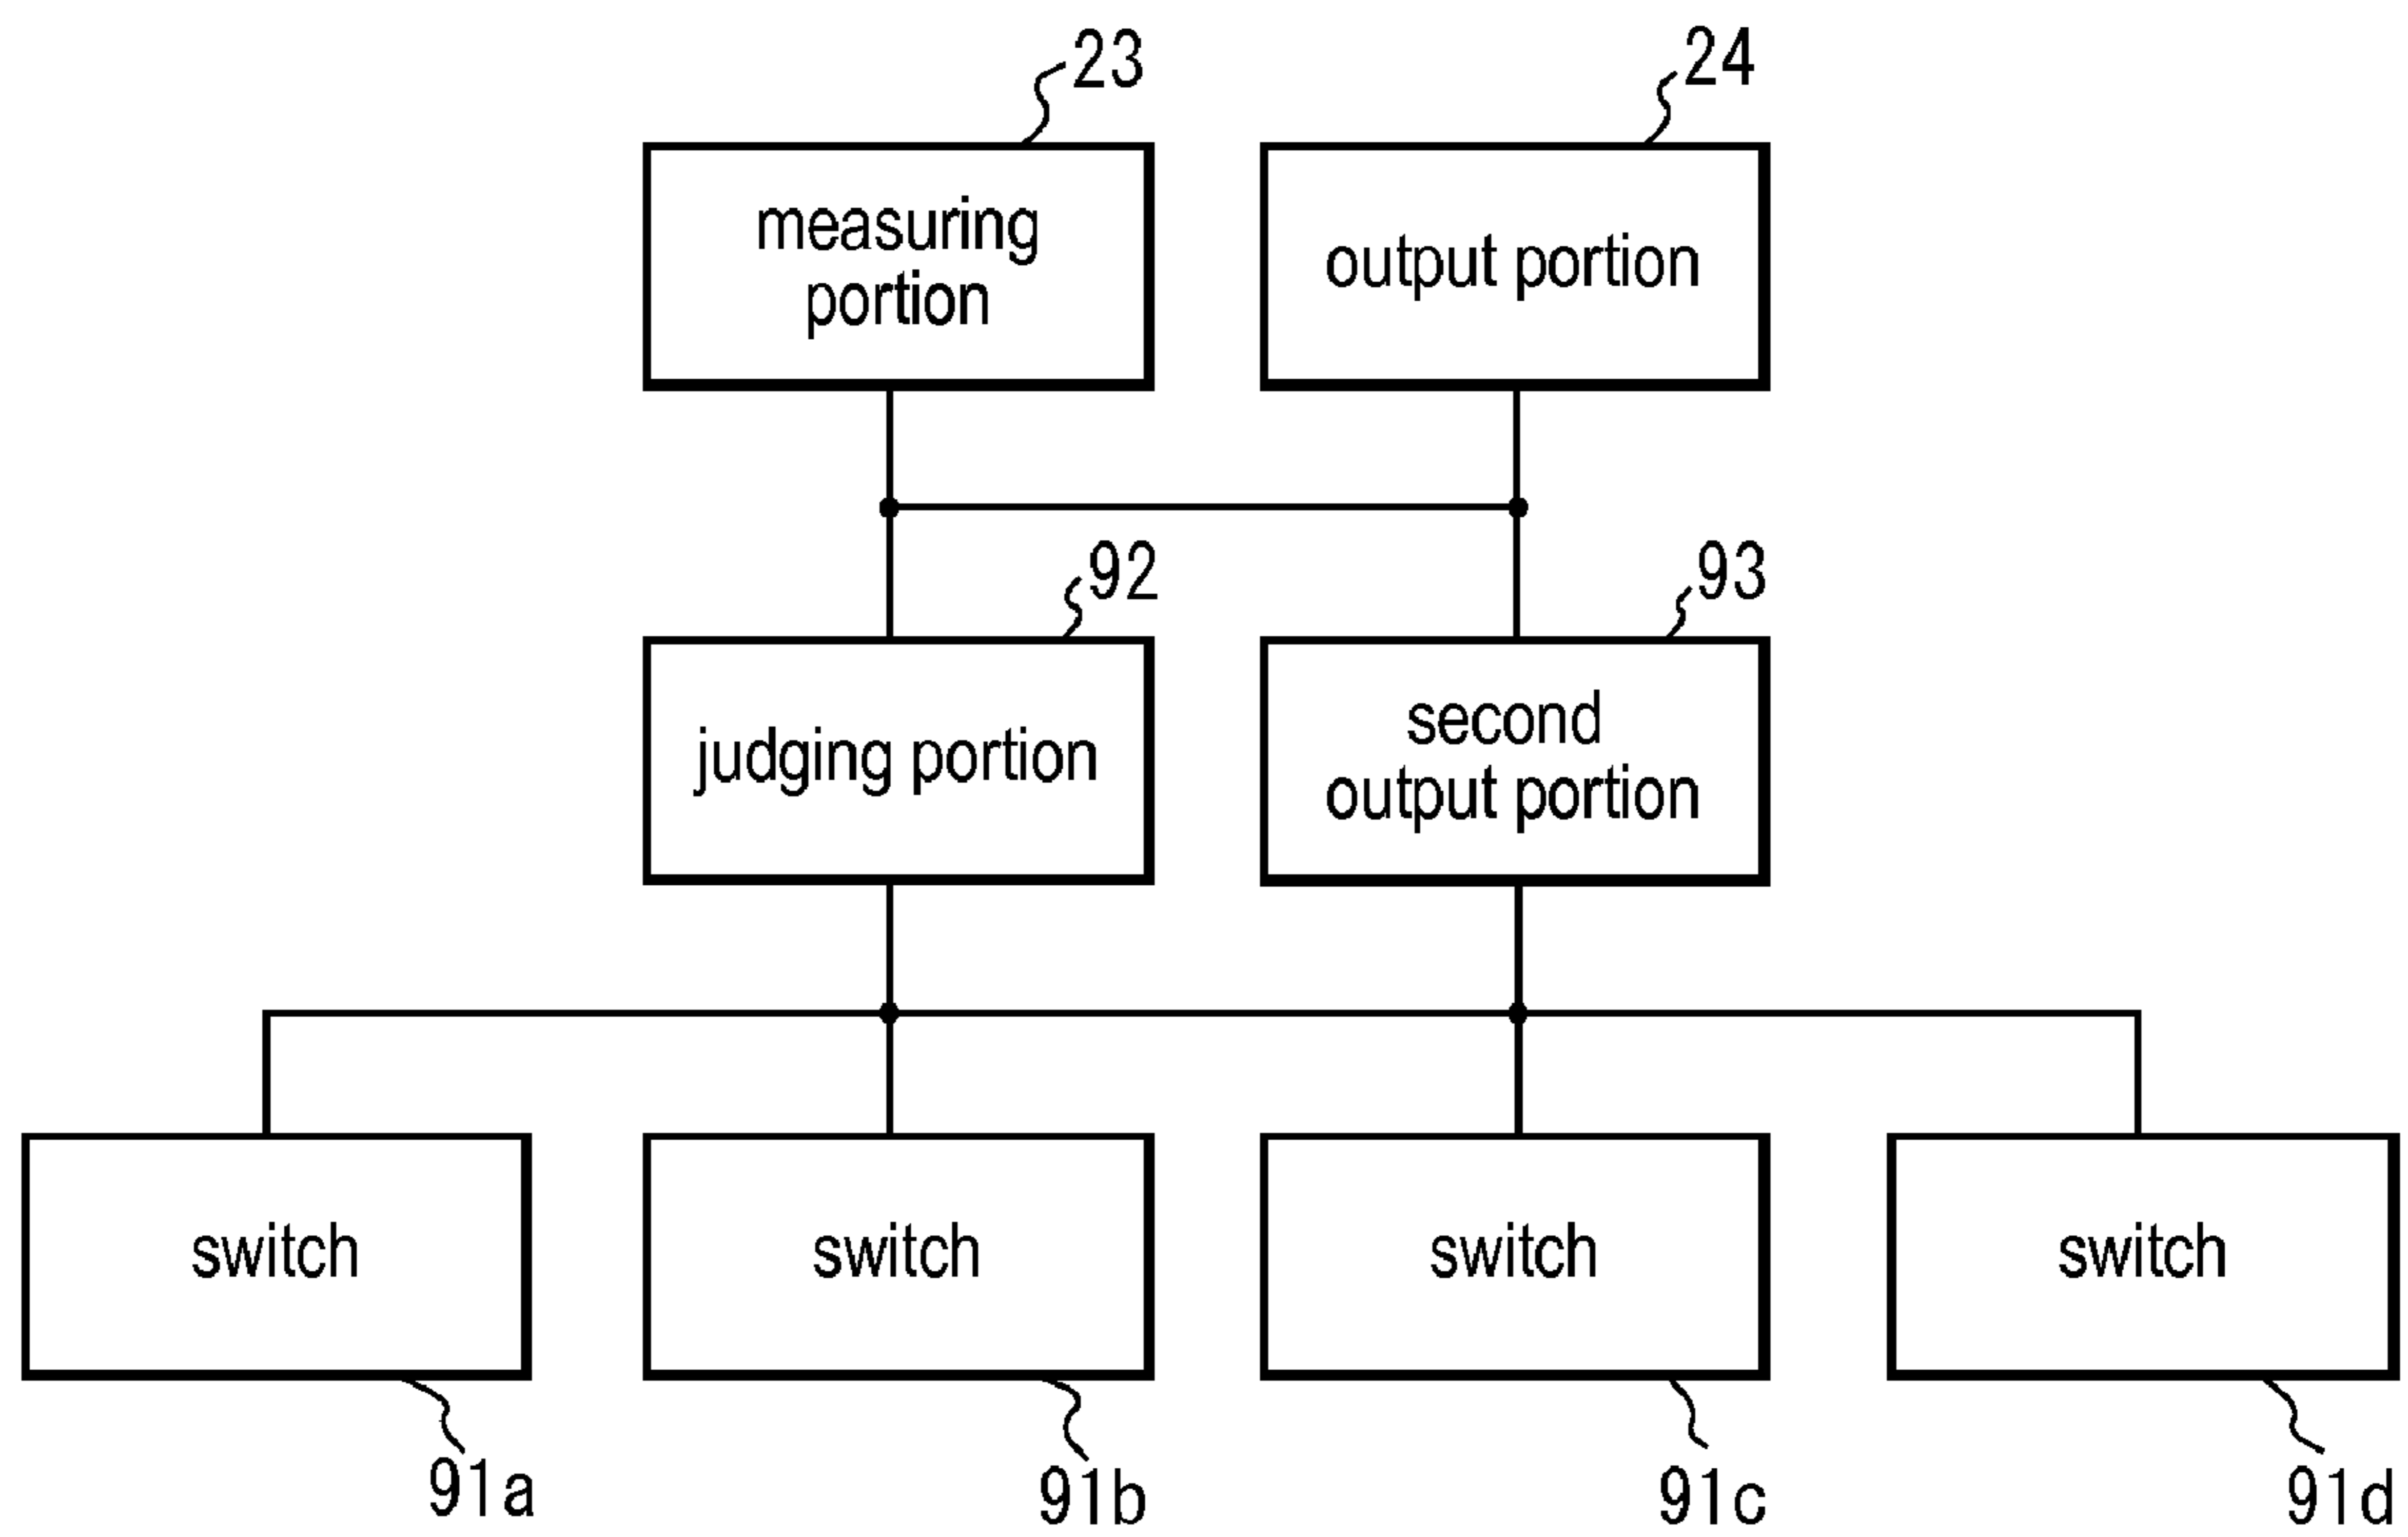 23
24
measuring
portion
output portion
92
93
judging portion
second
output portion
switch
switch
switch
switch
91a
91b
91c
91d